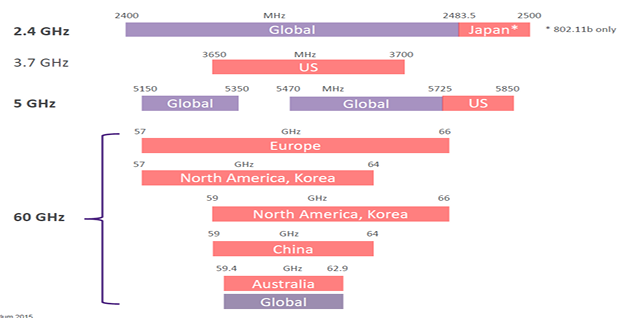 2400 MHz 2483.5 2500
2.4 GHz Global Japan* * 802.11b only
3650 MHz 3700
3.7 GHz US
5150 5350 5470 MHz 5725 5850
5 GHz Global Global US
57 GHz 66
Europe
57 GHz 64
North America, Korea
59 GHz 66
60 GHz North America, Korea
59 GHz 64
China
59.4 GHz 62.9
Australia
Global
2015